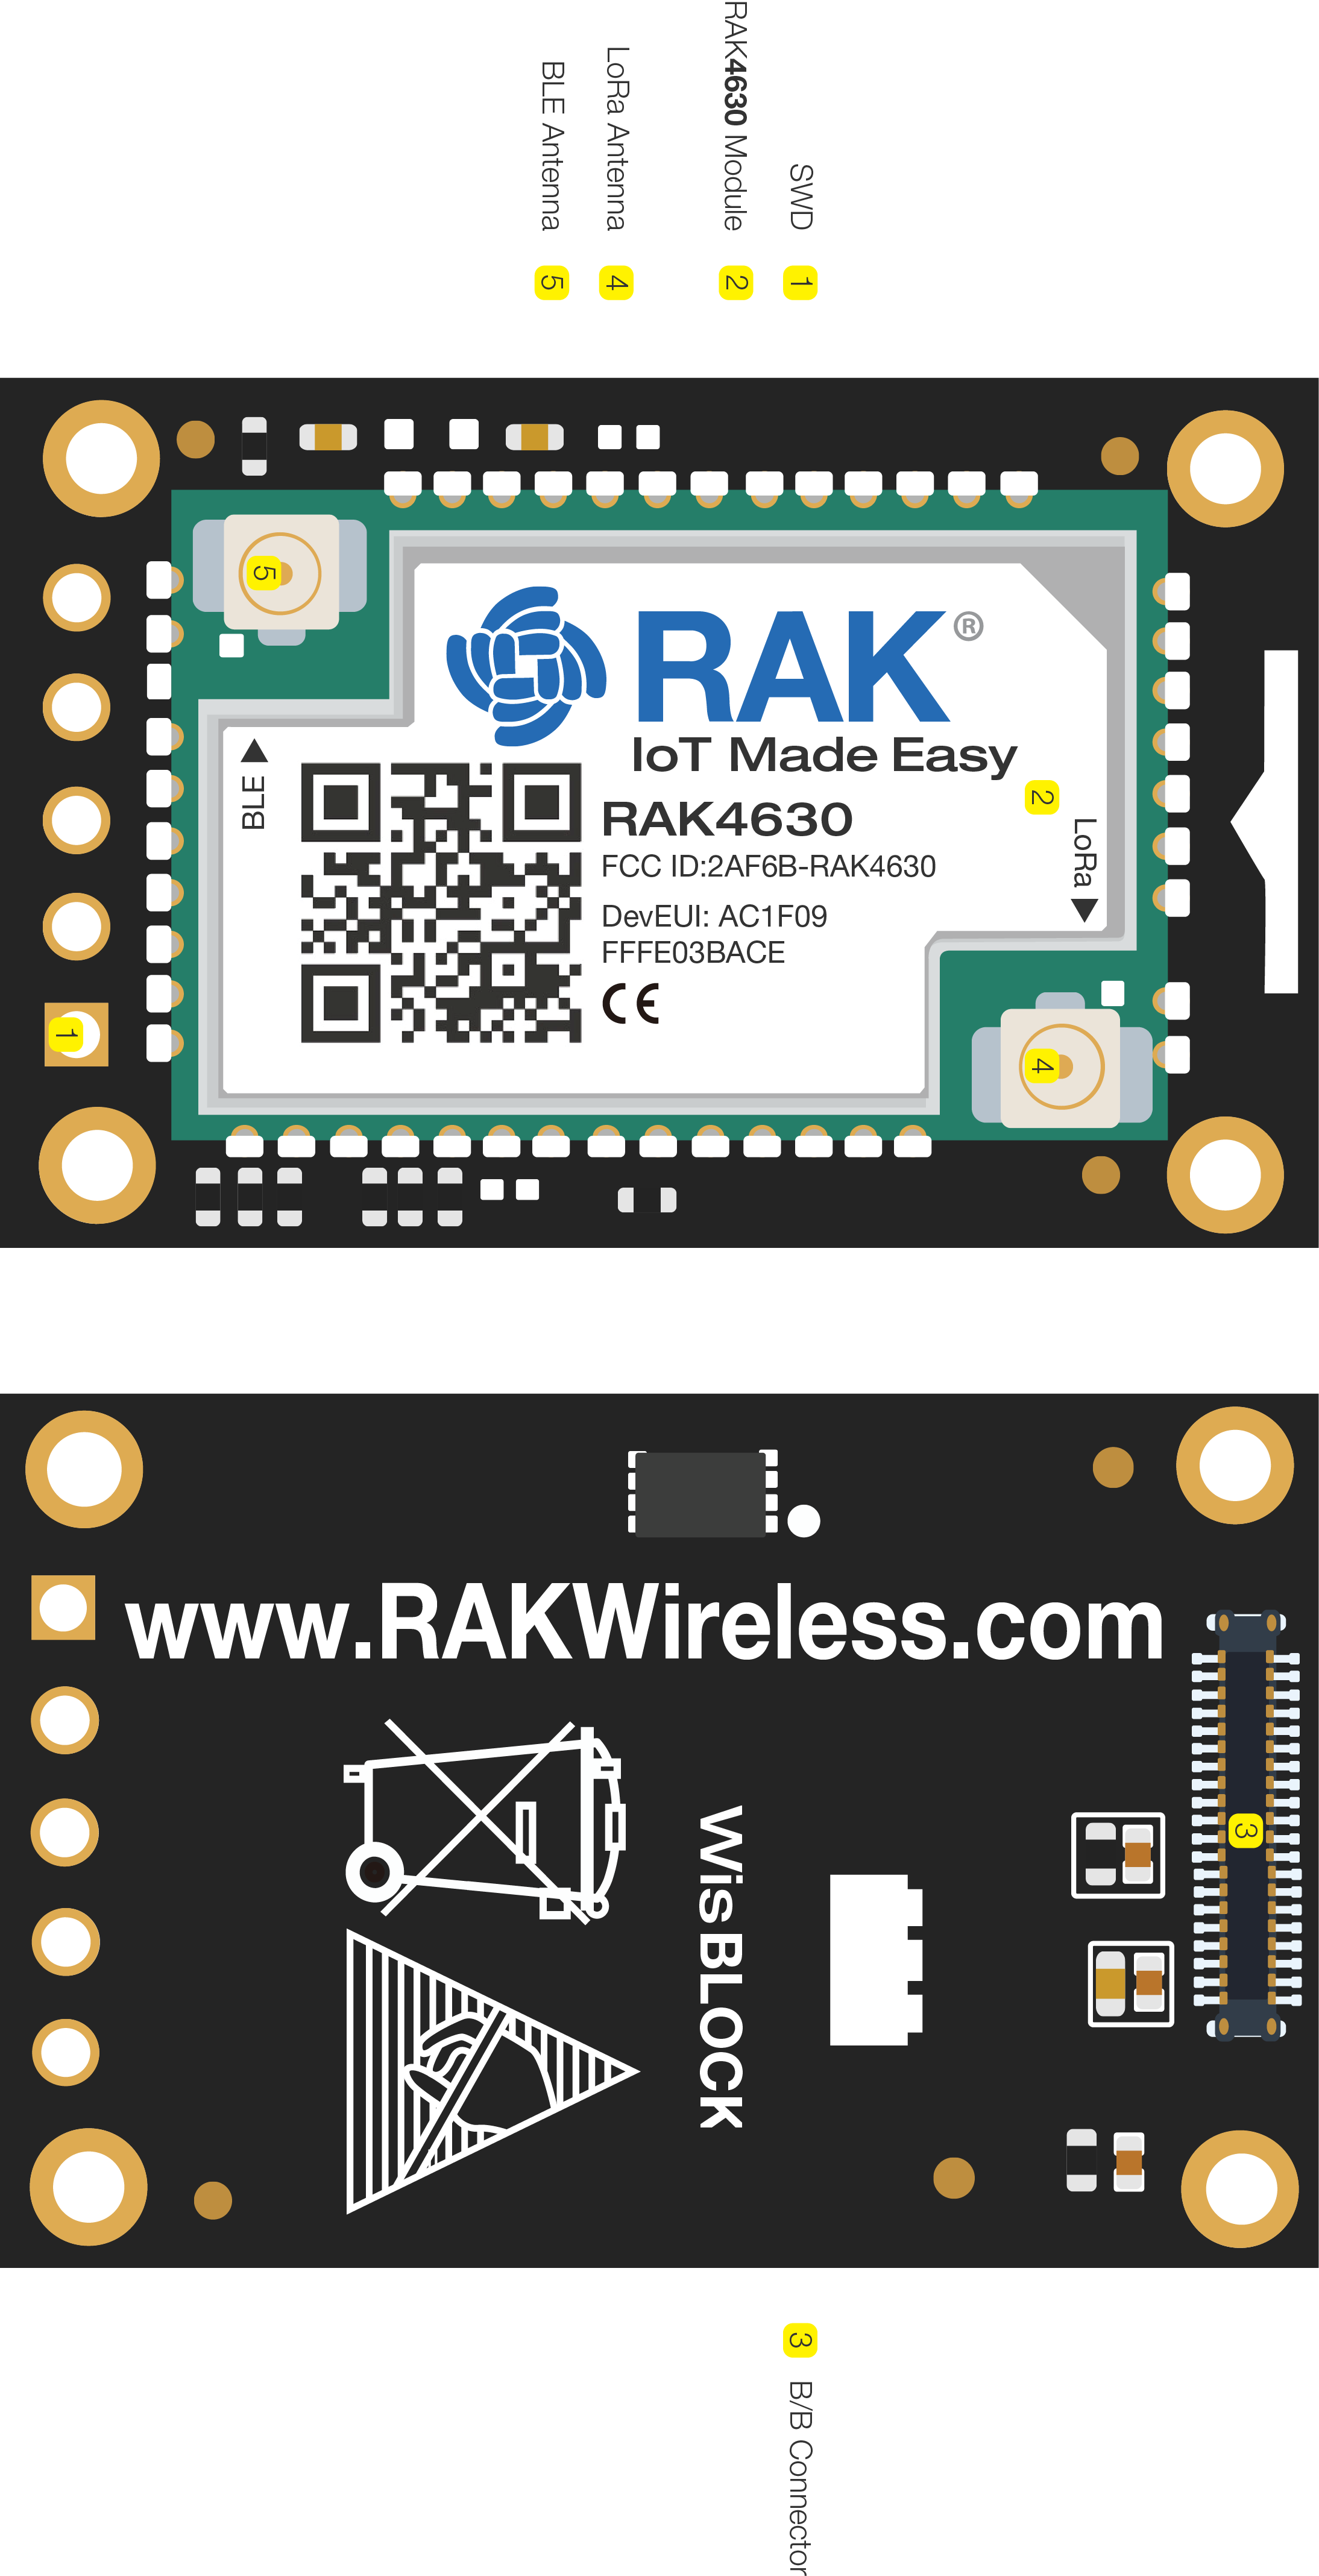 1 SWD
2 RAK4630 Module
4 LoRa Antenna
5 BLE Antenna
5
RAK®
IoT Made Easy
BLE
2
RAK4630
LoRa
FCC ID:2AF6B-RAK4630
DevEUI: AC1F09
FFFE03BACE
CE
1
4
www.RAKWireless.com
WisBLOCK
3
3 B/B Connector